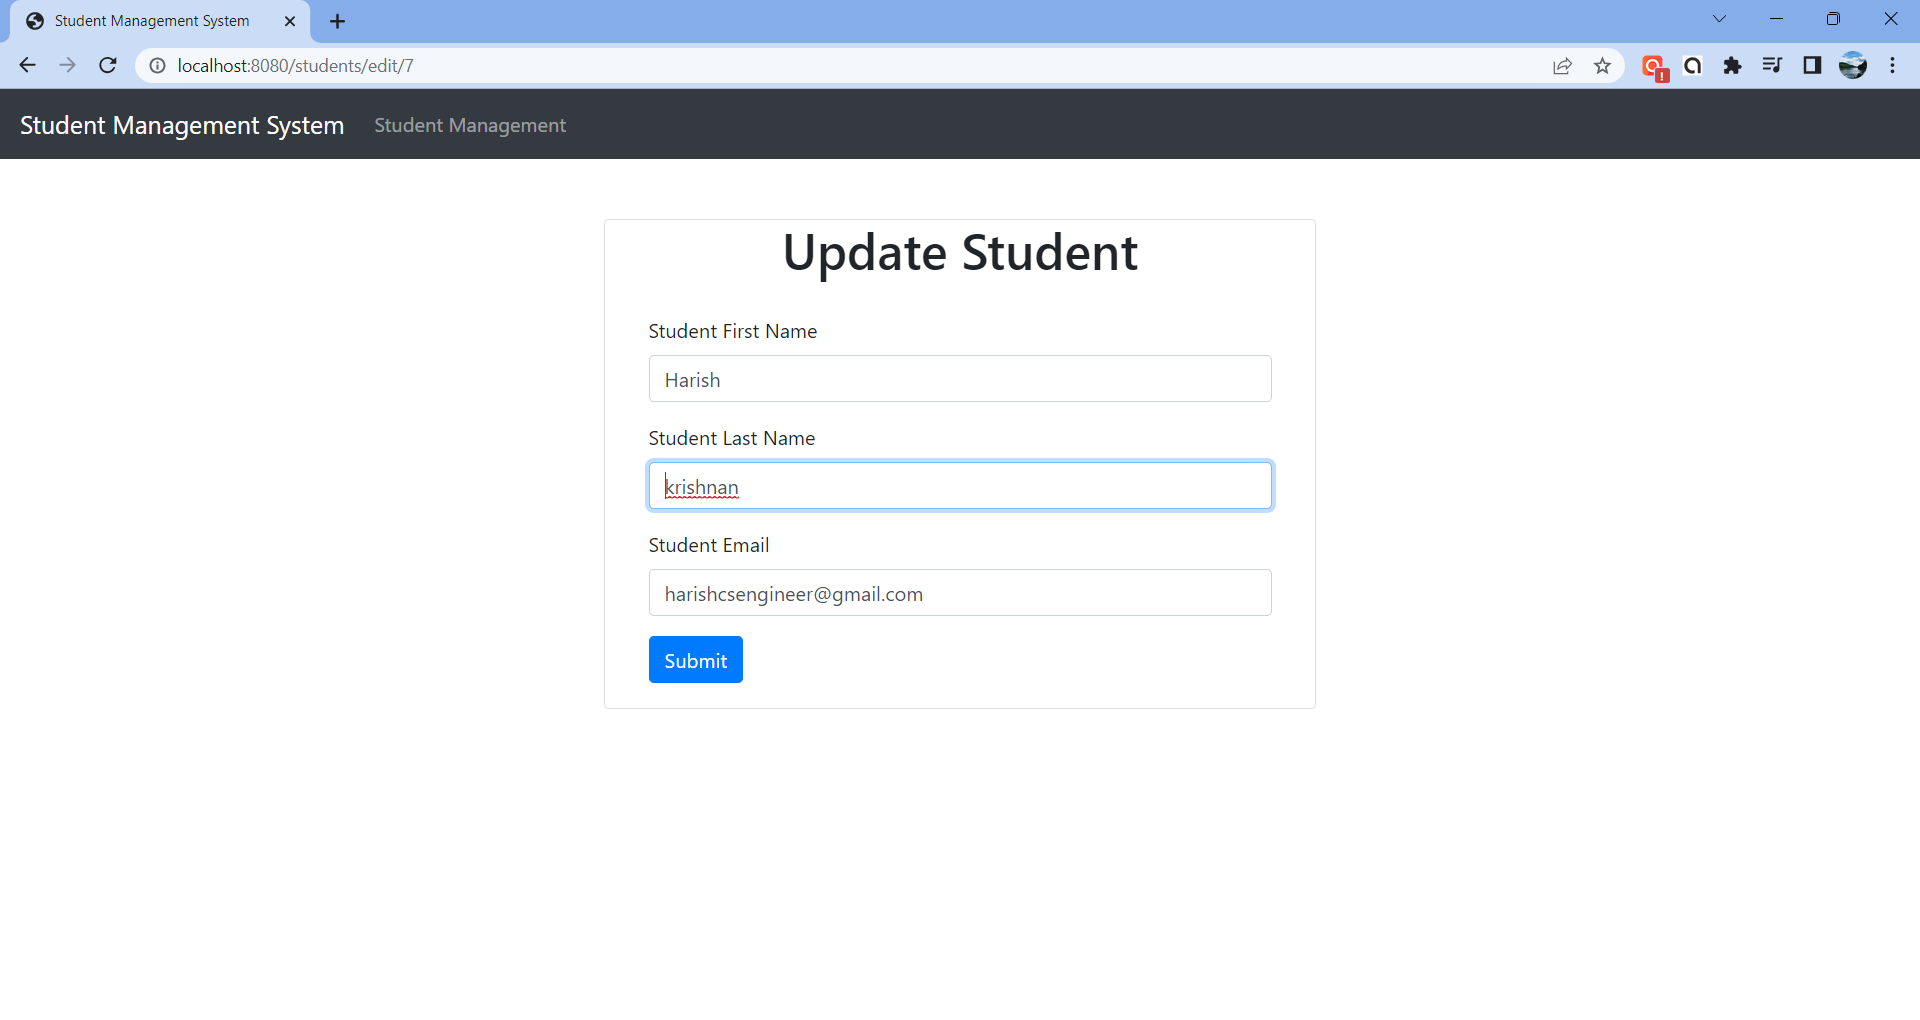 Student Management System
localhost:8080/students/edit/7
Student Management System Student Management
Update Student
Student First Name
Harish
Student Last Name
krishnan
Student Email
harishcsengineer@gmail.com
Submit